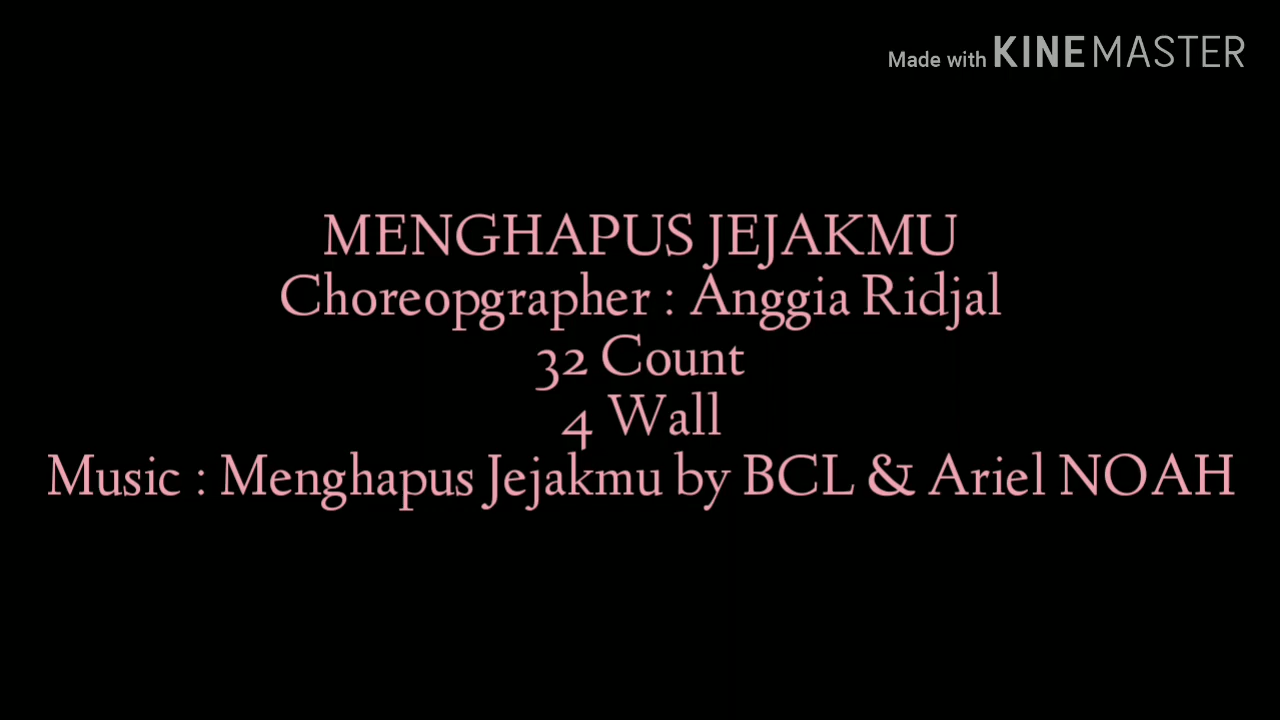 Made with KINEMASTER
MENGHAPUS JEJAKMU
Choreopgrapher : Anggia Ridjal
32 Count
4 Wall
Music : Menghapus Jejakmu by BCL & Ariel NOAH